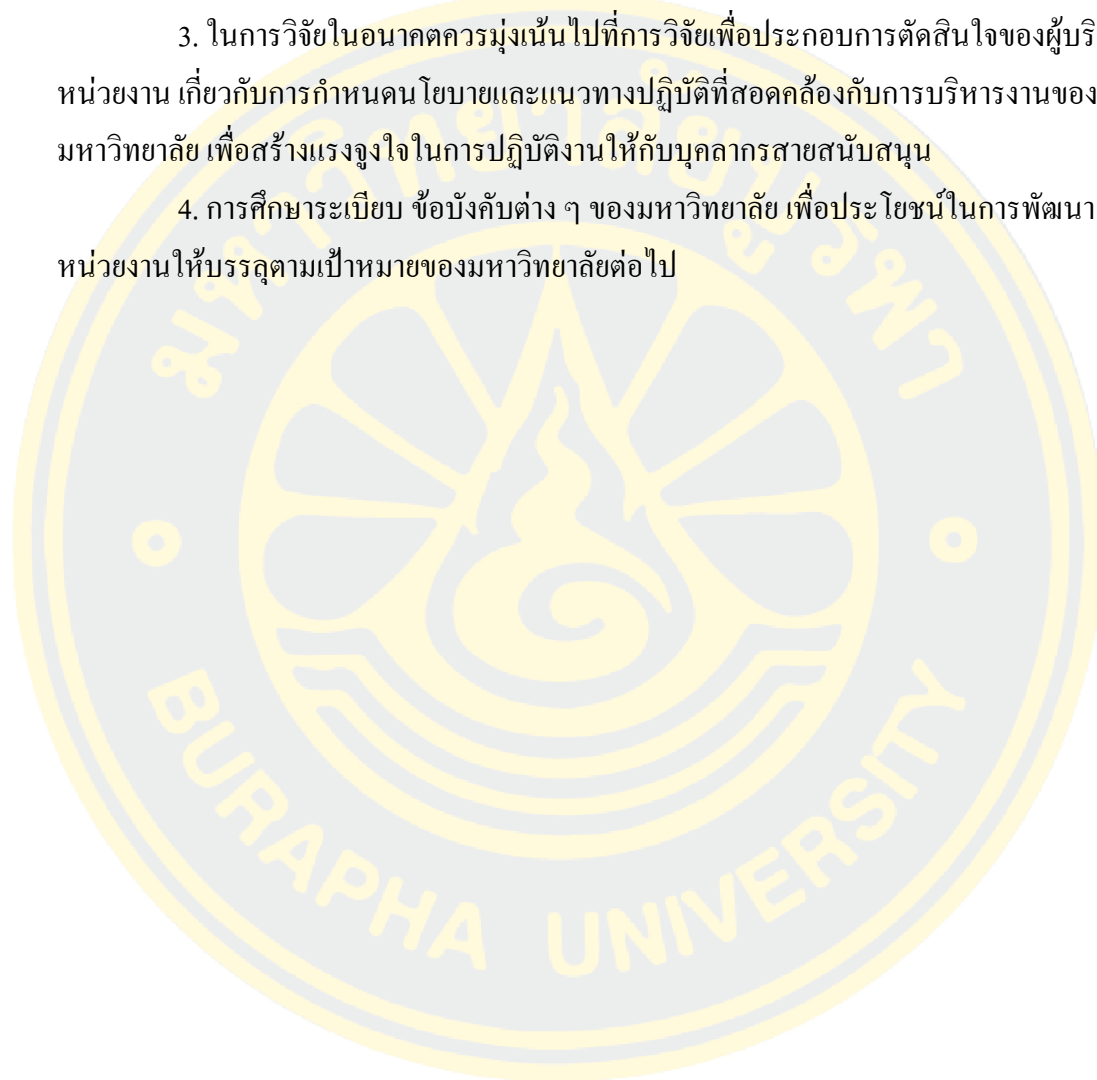 3. ในการวิจัยในอนาคตควรมุ่งเน้นไปที่การวิจัยเพื่อประกอบการตัดสินใจของผู้บริ
หน่วยงาน เกี่ยวกับการกำหนดนโยบายและแนวทางปฏิบัติที่สอดคล้องกับการบริหารงานของ
มหาวิทยาลัย เพื่อสร้างแรงจูงใจในการปฏิบัติงานให้กับบุคลากรสายสนับสนุน
4. การศึกษาระเบียบ ข้อบังคับต่าง ๆ ของมหาวิทยาลัย เพื่อประโยชน์ในการพัฒนา
หน่วยงานให้บรรลุตามเป้าหมายของมหาวิทยาลัยต่อไป
มหาวิทยาลัยบูรพา
BURAPHA UNIVERSITY